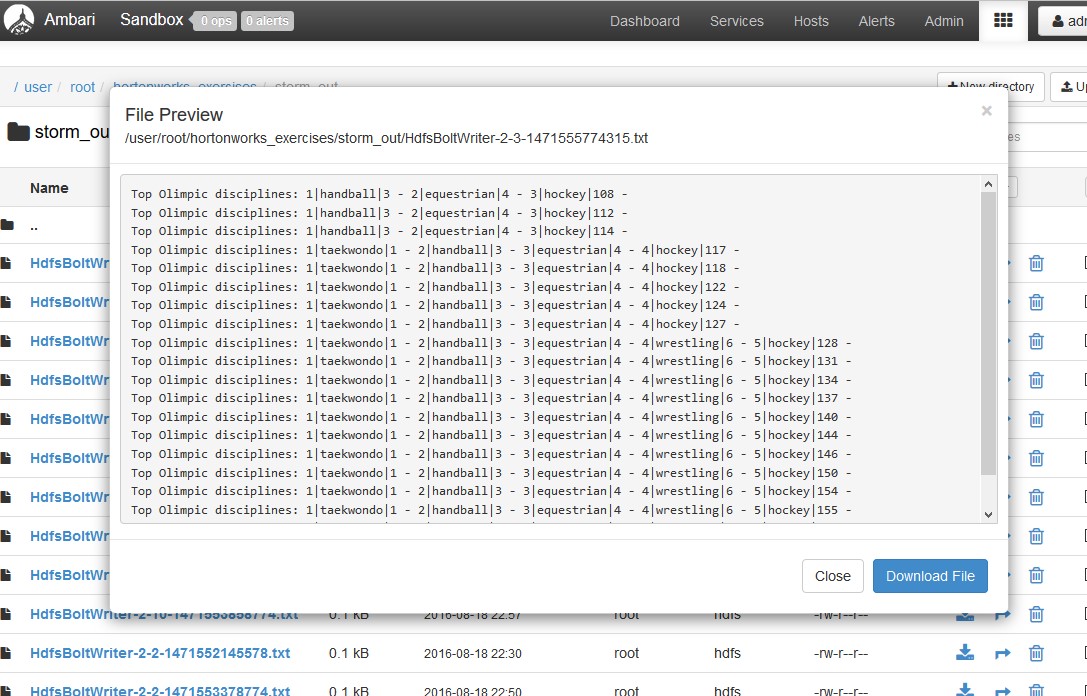 Ambari Sandbox 0 ops 0 alerts Dashboard Services Hosts Alerts Admin
/ user / root / hortonworks_exercises / storm_out New directory
File Preview
/user/root/hortonworks_exercises/storm_out/HdfsBoltWriter-2-3-1471555774315.txt
storm_ou
Name
Top Olimpic disciplines: 1|handball|3 - 2|equestrian|4 - 3|hockey|108 -
Top Olimpic disciplines: 1|handball|3 - 2|equestrian|4 - 3|hockey|112 -
..
Top Olimpic disciplines: 1|handball|3 - 2|equestrian|4 - 3|hockey|114 -
Top Olimpic disciplines: 1|taekwondo|1 - 2|handball|3 - 3|equestrian|4 - 4|hockey|117 -
HdfsBoltWr
Top Olimpic disciplines: 1|taekwondo|1 - 2|handball|3 - 3|equestrian|4 - 4|hockey|118 -
Top Olimpic disciplines: 1|taekwondo|1 - 2|handball|3 - 3|equestrian|4 - 4|hockey|122 -
HdfsBoltWr
Top Olimpic disciplines: 1|taekwondo|1 - 2|handball|3 - 3|equestrian|4 - 4|hockey|124 -
Top Olimpic disciplines: 1|taekwondo|1 - 2|handball|3 - 3|equestrian|4 - 4|hockey|127 -
HdfsBoltWr
Top Olimpic disciplines: 1|taekwondo|1 - 2|handball|3 - 3|equestrian|4 - 4|wrestling|6 - 5|hockey|128 -
Top Olimpic disciplines: 1|taekwondo|1 - 2|handball|3 - 3|equestrian|4 - 4|wrestling|6 - 5|hockey|131 -
HdfsBoltWr
Top Olimpic disciplines: 1|taekwondo|1 - 2|handball|3 - 3|equestrian|4 - 4|wrestling|6 - 5|hockey|134 -
Top Olimpic disciplines: 1|taekwondo|1 - 2|handball|3 - 3|equestrian|4 - 4|wrestling|6 - 5|hockey|137 -
HdfsBoltWr
Top Olimpic disciplines: 1|taekwondo|1 - 2|handball|3 - 3|equestrian|4 - 4|wrestling|6 - 5|hockey|140 -
Top Olimpic disciplines: 1|taekwondo|1 - 2|handball|3 - 3|equestrian|4 - 4|wrestling|6 - 5|hockey|144 -
HdfsBoltWr
Top Olimpic disciplines: 1|taekwondo|1 - 2|handball|3 - 3|equestrian|4 - 4|wrestling|6 - 5|hockey|146 -
Top Olimpic disciplines: 1|taekwondo|1 - 2|handball|3 - 3|equestrian|4 - 4|wrestling|6 - 5|hockey|150 -
HdfsBoltWr
Top Olimpic disciplines: 1|taekwondo|1 - 2|handball|3 - 3|equestrian|4 - 4|wrestling|6 - 5|hockey|154 -
Top Olimpic disciplines: 1|taekwondo|1 - 2|handball|3 - 3|equestrian|4 - 4|wrestling|6 - 5|hockey|155 -
HdfsBoltWr
HdfsBoltWr
Close Download File
HdfsBoltWriter-2-10-1471553858774.txt 0.1 kB 2016-08-18 22:57 root hdfs -rw-r--r--
HdfsBoltWriter-2-2-1471552145578.txt 0.1 kB 2016-08-18 22:30 root hdfs -rw-r--r--
HdfsBoltWriter-2-2-1471553378774.txt 0.1 kB 2016-08-18 22:50 root hdfs -rw-r--r--